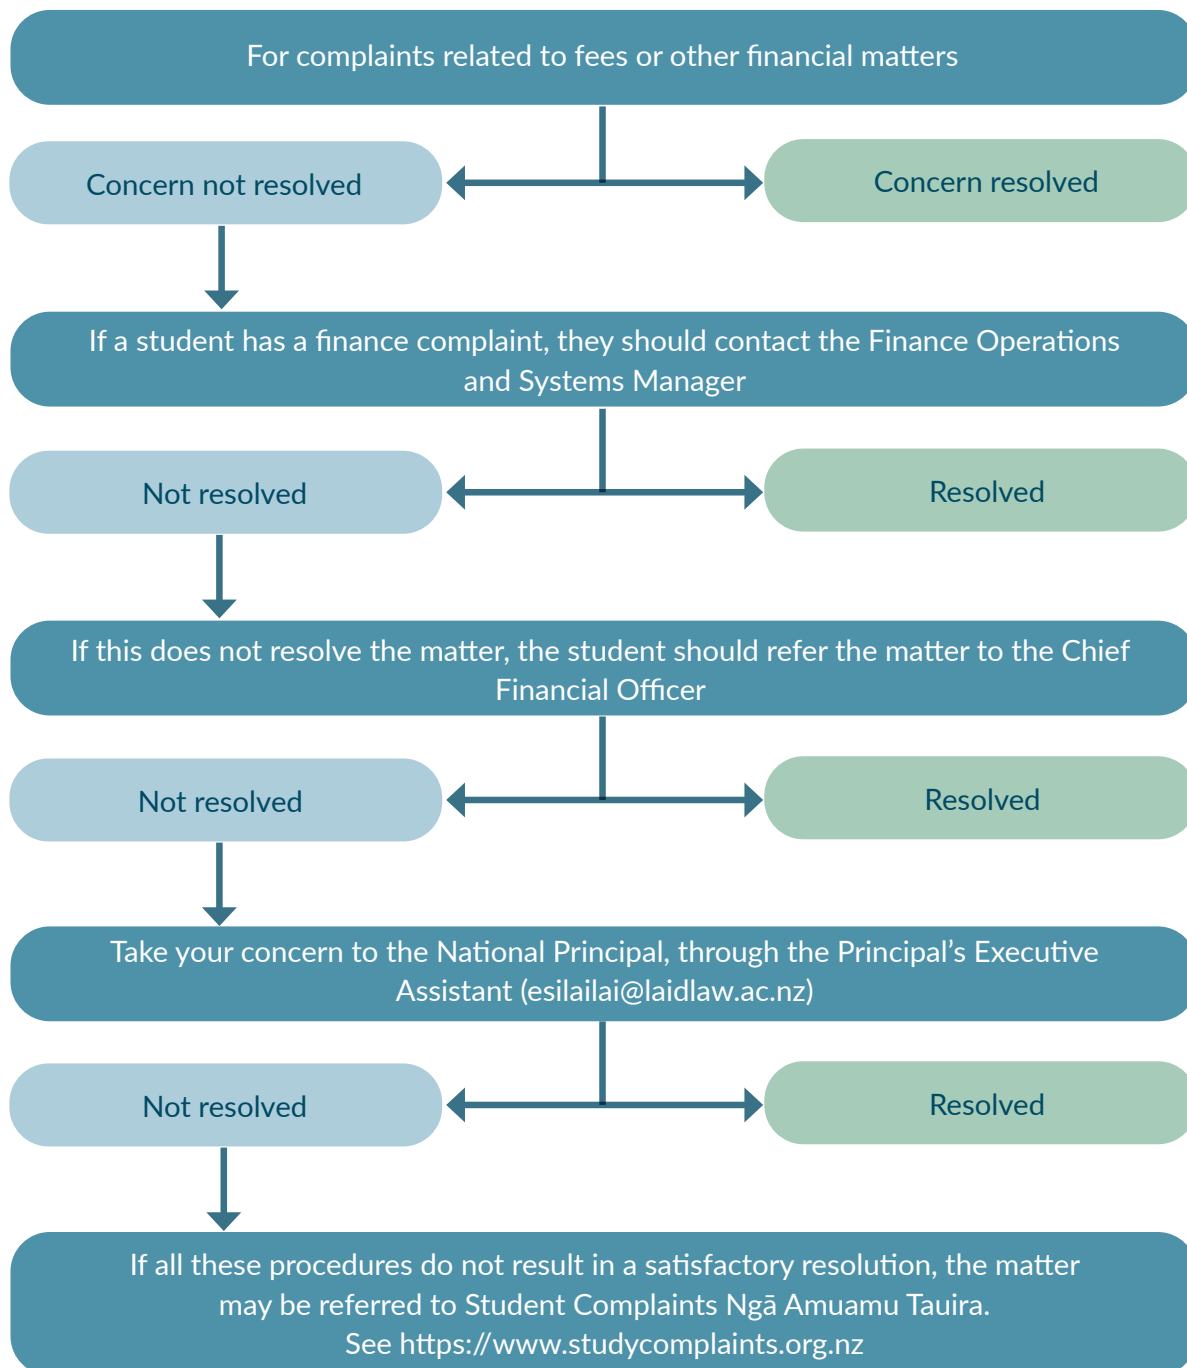 For complaints related to fees or other financial matters
Concern not resolved
Concern resolved
If a student has a finance complaint, they should contact the Finance Operations
and Systems Manager
Not resolved
Resolved
If this does not resolve the matter, the student should refer the matter to the Chief
Financial Officer
Not resolved
Resolved
Take your concern to the National Principal, through the Principal’s Executive
Assistant (esilailai@laidlaw.ac.nz)
Not resolved
Resolved
If all these procedures do not result in a satisfactory resolution, the matter
may be referred to Student Complaints Ngā Amuamu Tauira.
See https://www.studycomplaints.org.nz